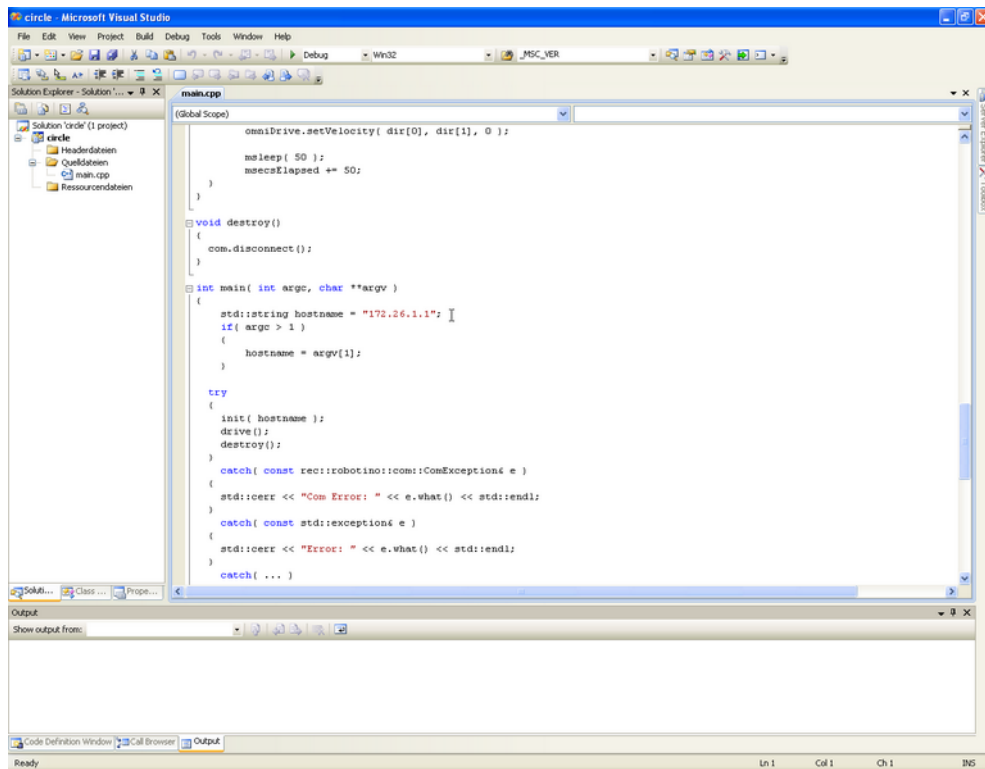 circle - Microsoft Visual Studio
File Edit View Project Build Debug Tools Window Help
Debug Win32 _MSC_VER
Solution Explorer - Solution '...
main.cpp
(Global Scope)
Solution 'circle' (1 project)
circle
Headerdateien
Quelldateien
main.cpp
Ressourcendateien
omniDrive.setVelocity( dir[0], dir[1], 0 );
msleep( 50 );
msecsElapsed += 50;
}
}
void destroy()
{
com.disconnect();
}
int main( int argc, char **argv )
{
std::string hostname = "172.26.1.1";
if( argc > 1 )
{
hostname = argv[1];
}
try
{
init( hostname );
drive();
destroy();
}
catch( const rec::robotino::com::ComException& e )
{
std::cerr << "Com Error: " << e.what() << std::endl;
}
catch( const std::exception& e )
{
std::cerr << "Error: " << e.what() << std::endl;
}
catch( ... )
Server Explorer
Toolbox
Soluti... Class ... Prope...
Output
Show output from:
Code Definition Window Call Browser Output
Ready Ln 1 Col 1 Ch 1 INS